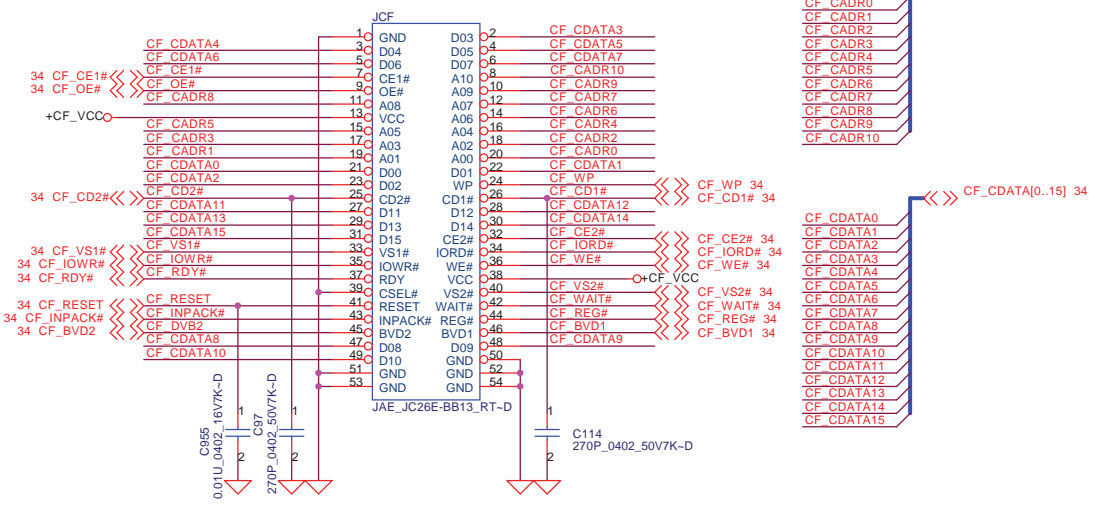 JCF
1 GND D03 2 CF_CDATA3
CF_CDATA4 3 D04 D05 4 CF_CDATA5
CF_CDATA6 5 D06 D07 6 CF_CDATA7
34 CF_CE1# CF_CE1# 7 CE1# A10 8 CF_CADR10
34 CF_OE# CF_OE# 9 OE# A09 10 CF_CADR9
CF_CADR8 11 A08 A07 12 CF_CADR7
+CF_VCC 13 VCC A06 14 CF_CADR6
CF_CADR5 15 A05 A04 16 CF_CADR4
CF_CADR3 17 A03 A02 18 CF_CADR2
CF_CADR1 19 A01 A00 20 CF_CADR0
CF_CDATA0 21 D00 D01 22 CF_CDATA1
CF_CDATA2 23 D02 WP 24 CF_WP CF_WP 34
34 CF_CD2# CF_CD2# 25 CD2# CD1# 26 CF_CD1# CF_CD1# 34
CF_CDATA11 27 D11 D12 28 CF_CDATA12
CF_CDATA13 29 D13 D14 30 CF_CDATA14
CF_CDATA15 31 D15 CE2# 32 CF_CE2# CF_CE2# 34
34 CF_VS1# CF_VS1# 33 VS1# IORD# 34 CF_IORD# CF_IORD# 34
34 CF_IOWR# CF_IOWR# 35 IOWR# WE# 36 CF_WE# CF_WE# 34
34 CF_RDY# CF_RDY# 37 RDY VCC 38 +CF_VCC
39 CSEL# VS2# 40 CF_VS2# CF_VS2# 34
34 CF_RESET CF_RESET 41 RESET WAIT# 42 CF_WAIT# CF_WAIT# 34
34 CF_INPACK# CF_INPACK# 43 INPACK# REG# 44 CF_REG# CF_REG# 34
34 CF_BVD2 CF_DVB2 45 BVD2 BVD1 46 CF_BVD1 CF_BVD1 34
CF_CDATA8 47 D08 D09 48 CF_CDATA9
CF_CDATA10 49 D10 GND 50
51 GND GND 52
53 GND GND 54
JAE_JC26E-BB13_RT~D
1
2
C955
0.01U_0402_16V7K~D
1
2
C97
270P_0402_50V7K~D
1
2
C114
270P_0402_50V7K~D
CF_CADR0
CF_CADR1
CF_CADR2
CF_CADR3
CF_CADR4
CF_CADR5
CF_CADR6
CF_CADR7
CF_CADR8
CF_CADR9
CF_CADR10
CF_CDATA[0..15] 34
CF_CDATA0
CF_CDATA1
CF_CDATA2
CF_CDATA3
CF_CDATA4
CF_CDATA5
CF_CDATA6
CF_CDATA7
CF_CDATA8
CF_CDATA9
CF_CDATA10
CF_CDATA11
CF_CDATA12
CF_CDATA13
CF_CDATA14
CF_CDATA15